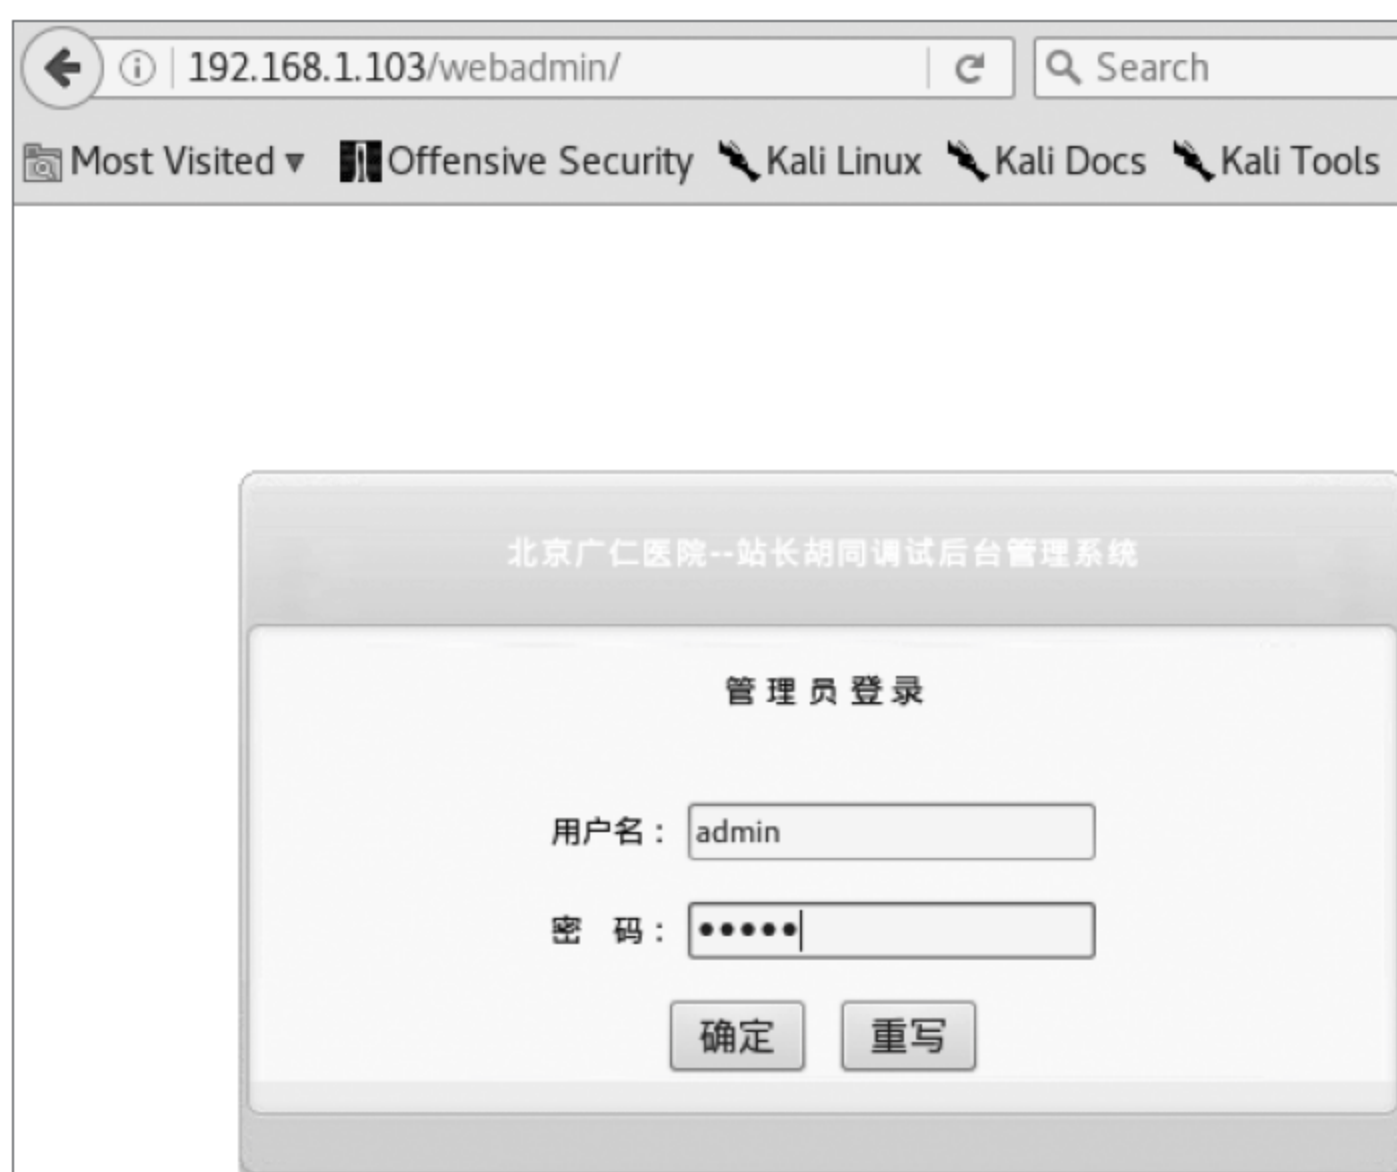 192.168.1.103/webadmin/ Search
Most Visited Offensive Security Kali Linux Kali Docs Kali Tools
北京广仁医院--站长胡同调试后台管理系统
管理员登录
用户名： admin
密 码： •••••
确定 重写